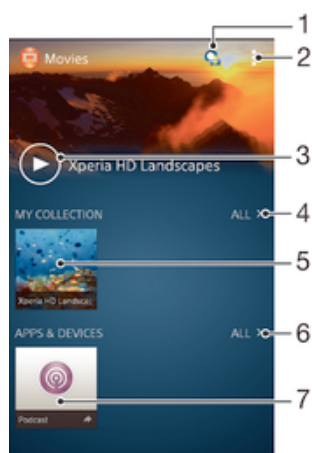 1
Movies
2
3
Xperia HD Landscapes
MY COLLECTION
ALL
4
5
Xperia HD Landscap
APPS & DEVICES
ALL
6
7
Podcast